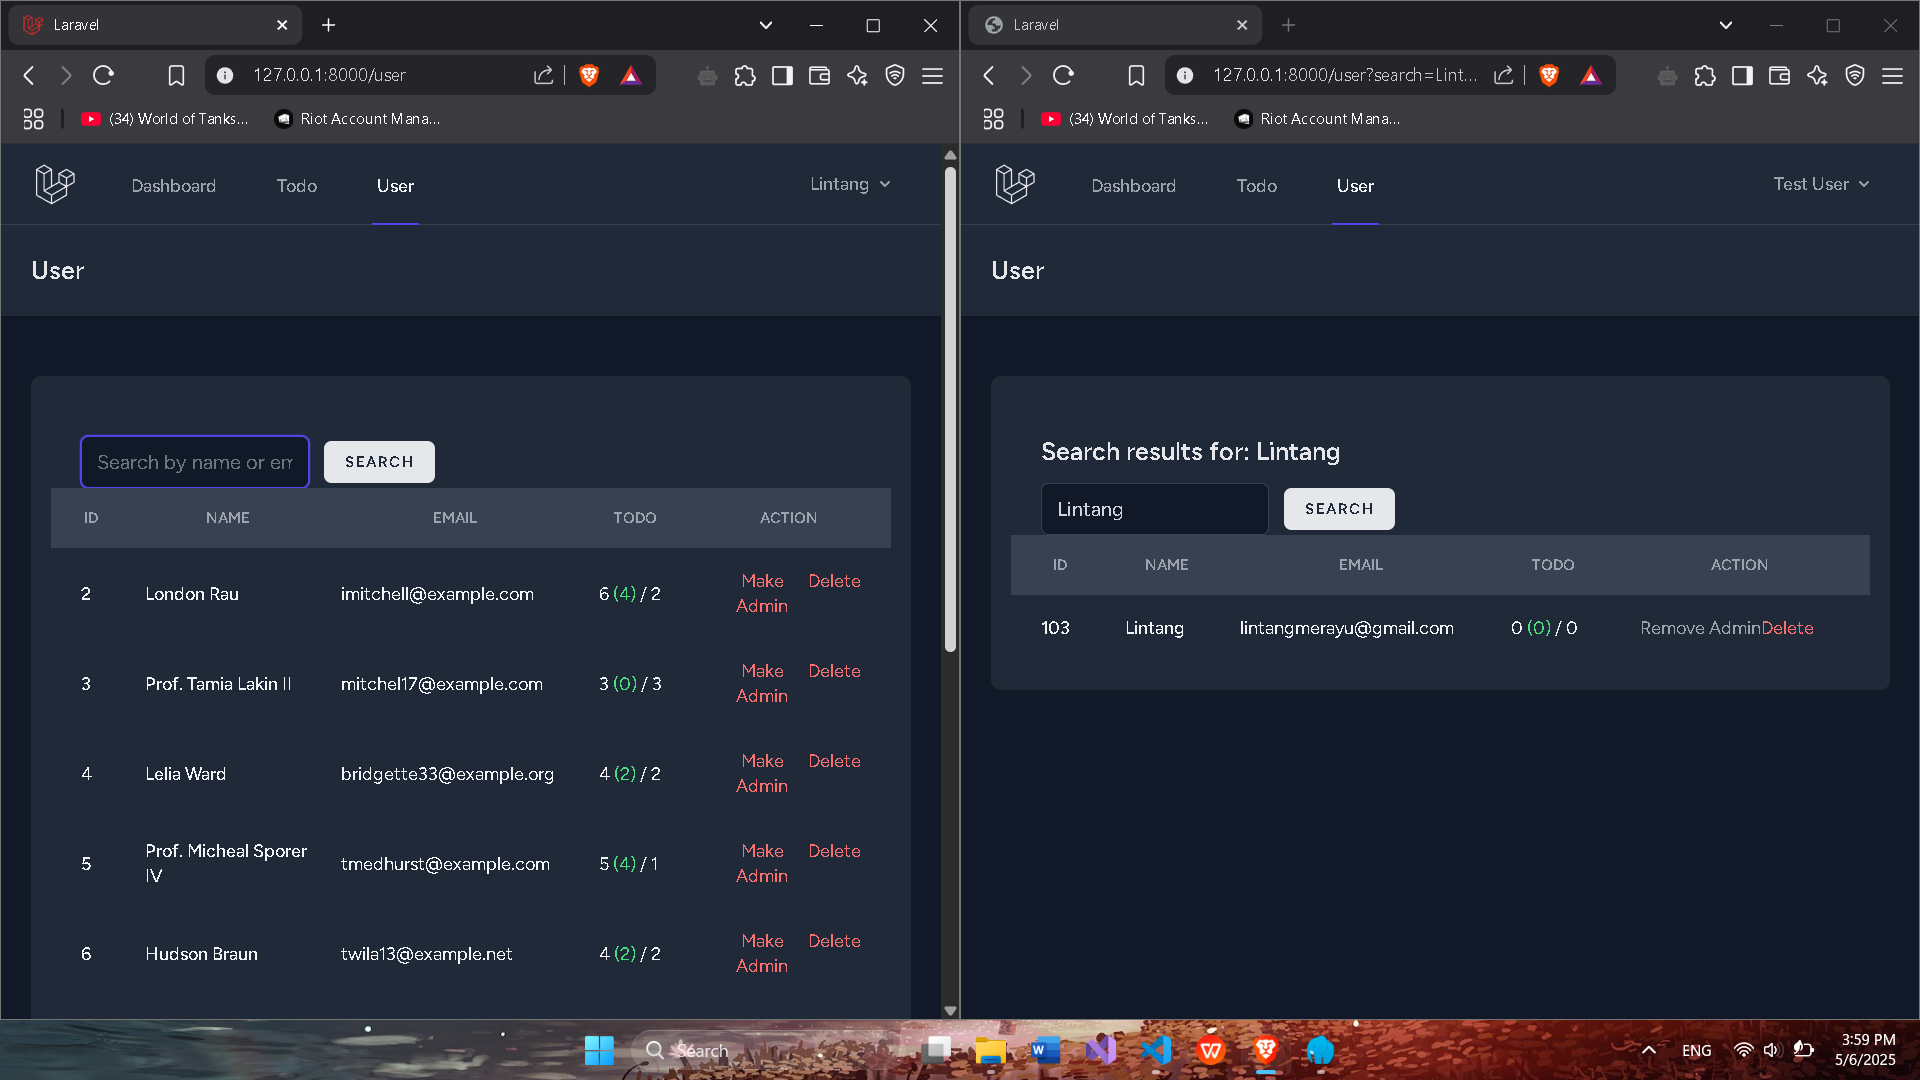 Laravel
127.0.0.1:8000/user
(34) World of Tanks...
Riot Account Mana...
Dashboard
Todo
User
Lintang
User
Search by name or em
SEARCH
ID NAME EMAIL TODO ACTION
2 London Rau imitchell@example.com 6 (4) / 2 Make Admin Delete
3 Prof. Tamia Lakin II mitchel17@example.com 3 (0) / 3 Make Admin Delete
4 Lelia Ward bridgette33@example.org 4 (2) / 2 Make Admin Delete
5 Prof. Micheal Sporer IV tmedhurst@example.com 5 (4) / 1 Make Admin Delete
6 Hudson Braun twila13@example.net 4 (2) / 2 Make Admin Delete
Laravel
127.0.0.1:8000/user?search=Lint...
(34) World of Tanks...
Riot Account Mana...
Dashboard
Todo
User
Test User
User
Search results for: Lintang
Lintang
SEARCH
ID NAME EMAIL TODO ACTION
103 Lintang lintangmerayu@gmail.com 0 (0) / 0 Remove AdminDelete
Search
W
W
ENG
3:59 PM
5/6/2025